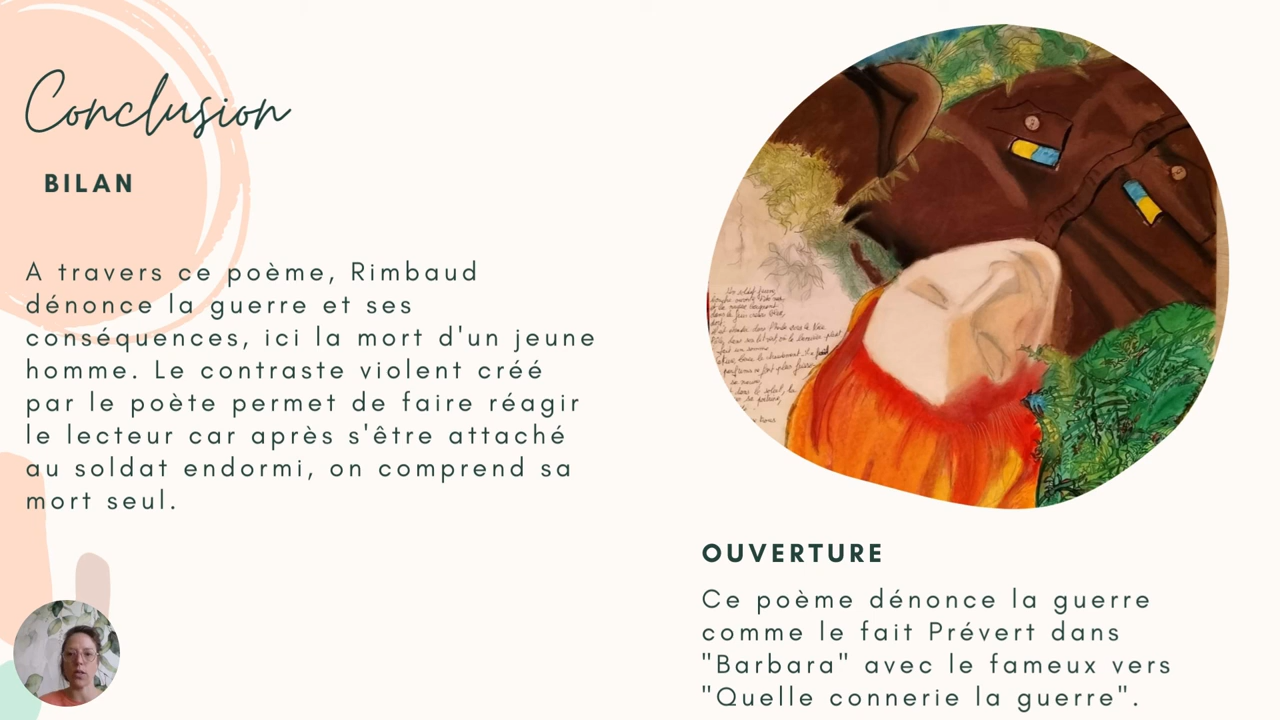 Conclusion
BILAN
A travers ce poème, Rimbaud
dénonce la guerre et ses
conséquences, ici la mort d'un jeune
homme. Le contraste violent créé
par le poète permet de faire réagir
le lecteur car après s'être attaché
au soldat endormi, on comprend sa
mort seul.
OUVERTURE
Ce poème dénonce la guerre
comme le fait Prévert dans
"Barbara" avec le fameux vers
"Quelle connerie la guerre".